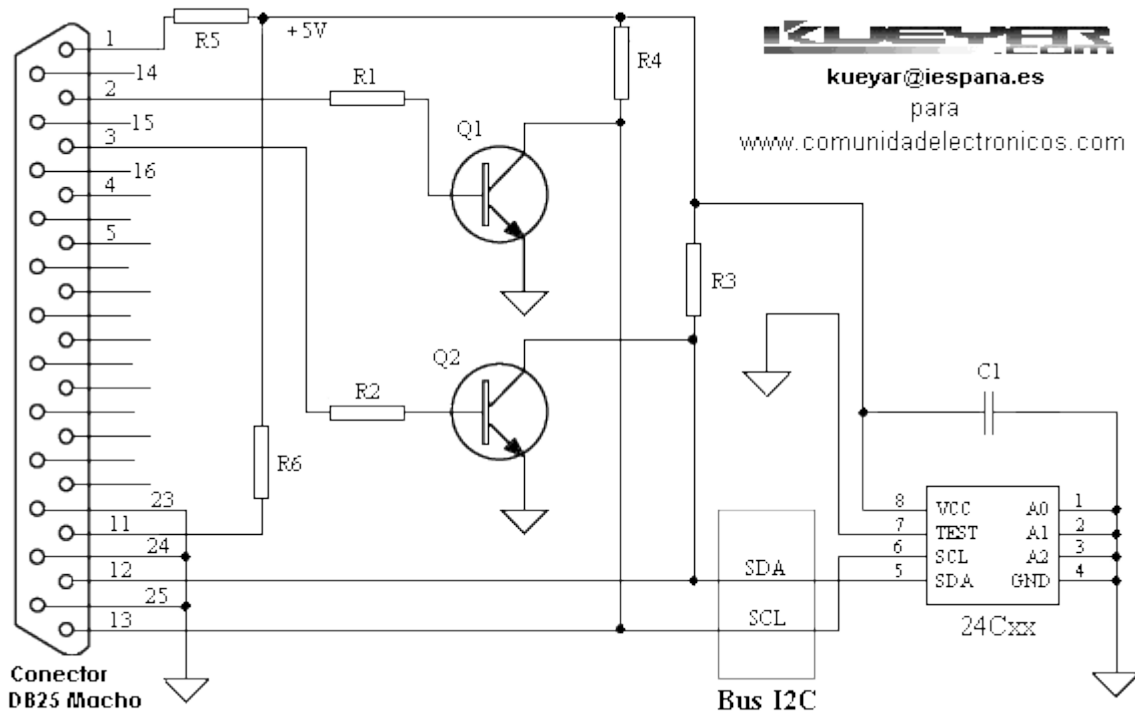 KUEYAR
.com
kueyar@iespana.es
para
www.comunidadelectronicos.com
1
R5
+5V
14
2
R1
R4
15
3
Q1
16
4
5
R3
Q2
R2
C1
R6
23
11
24
12
25
13
SDA
SCL
8 VCC A0 1
7 TEST A1 2
6 SCL A2 3
5 SDA GND 4
24Cxx
Conector
DB25 Macho
Bus I2C